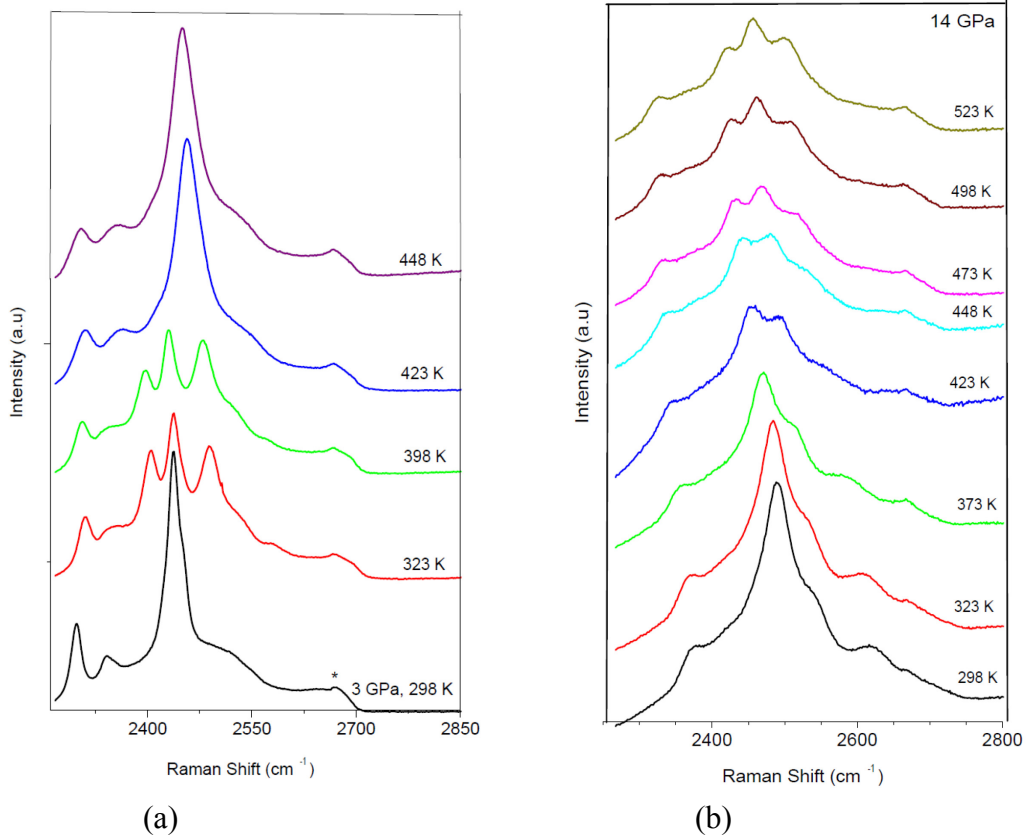 448 K
423 K
398 K
323 K
*
3 GPa, 298 K
2400
2550
2700
2850
Intensity (a.u)
Raman Shift (cm -1)
(a)
14 GPa
523 K
498 K
473 K
448 K
423 K
373 K
323 K
298 K
2400
2600
2800
Intensity (a.u)
Raman Shift (cm -1)
(b)